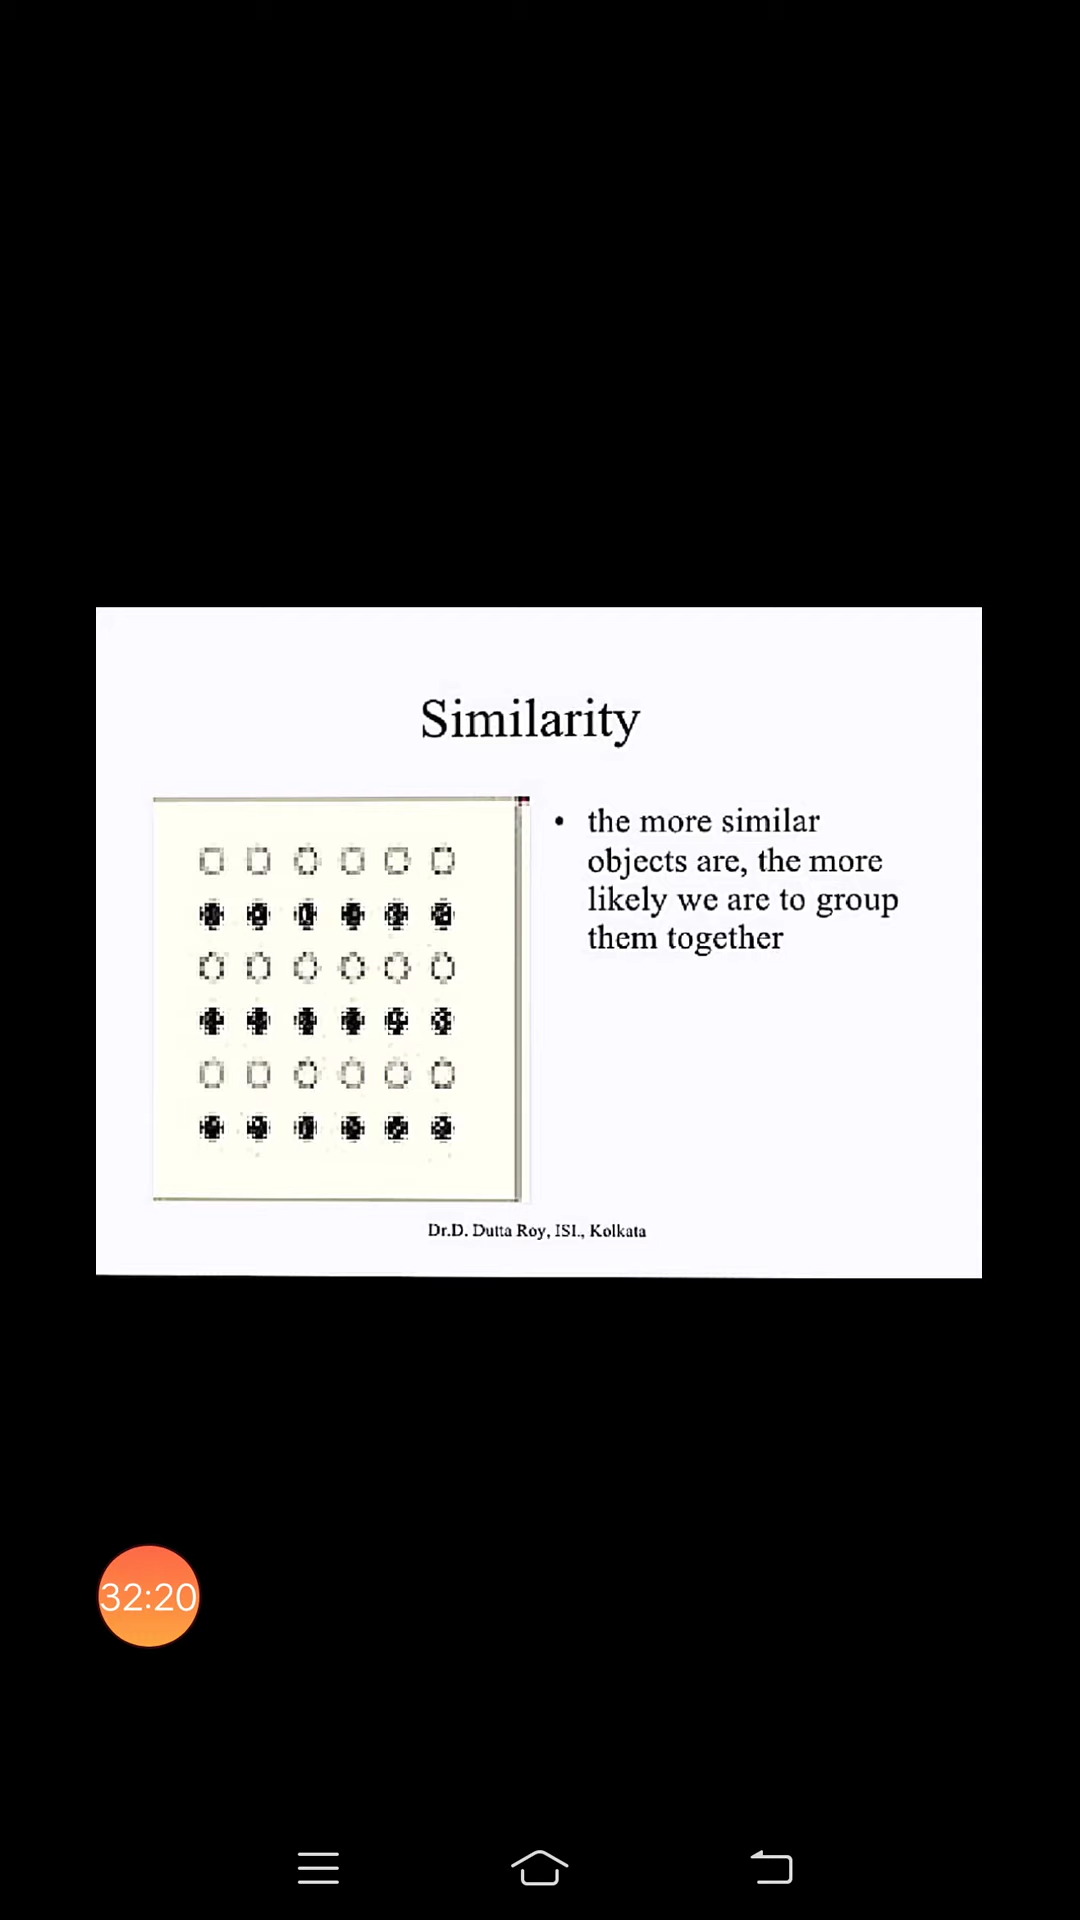 Similarity
• the more similar
objects are, the more
likely we are to group
them together
Dr.D. Dutta Roy, ISI., Kolkata
32:20